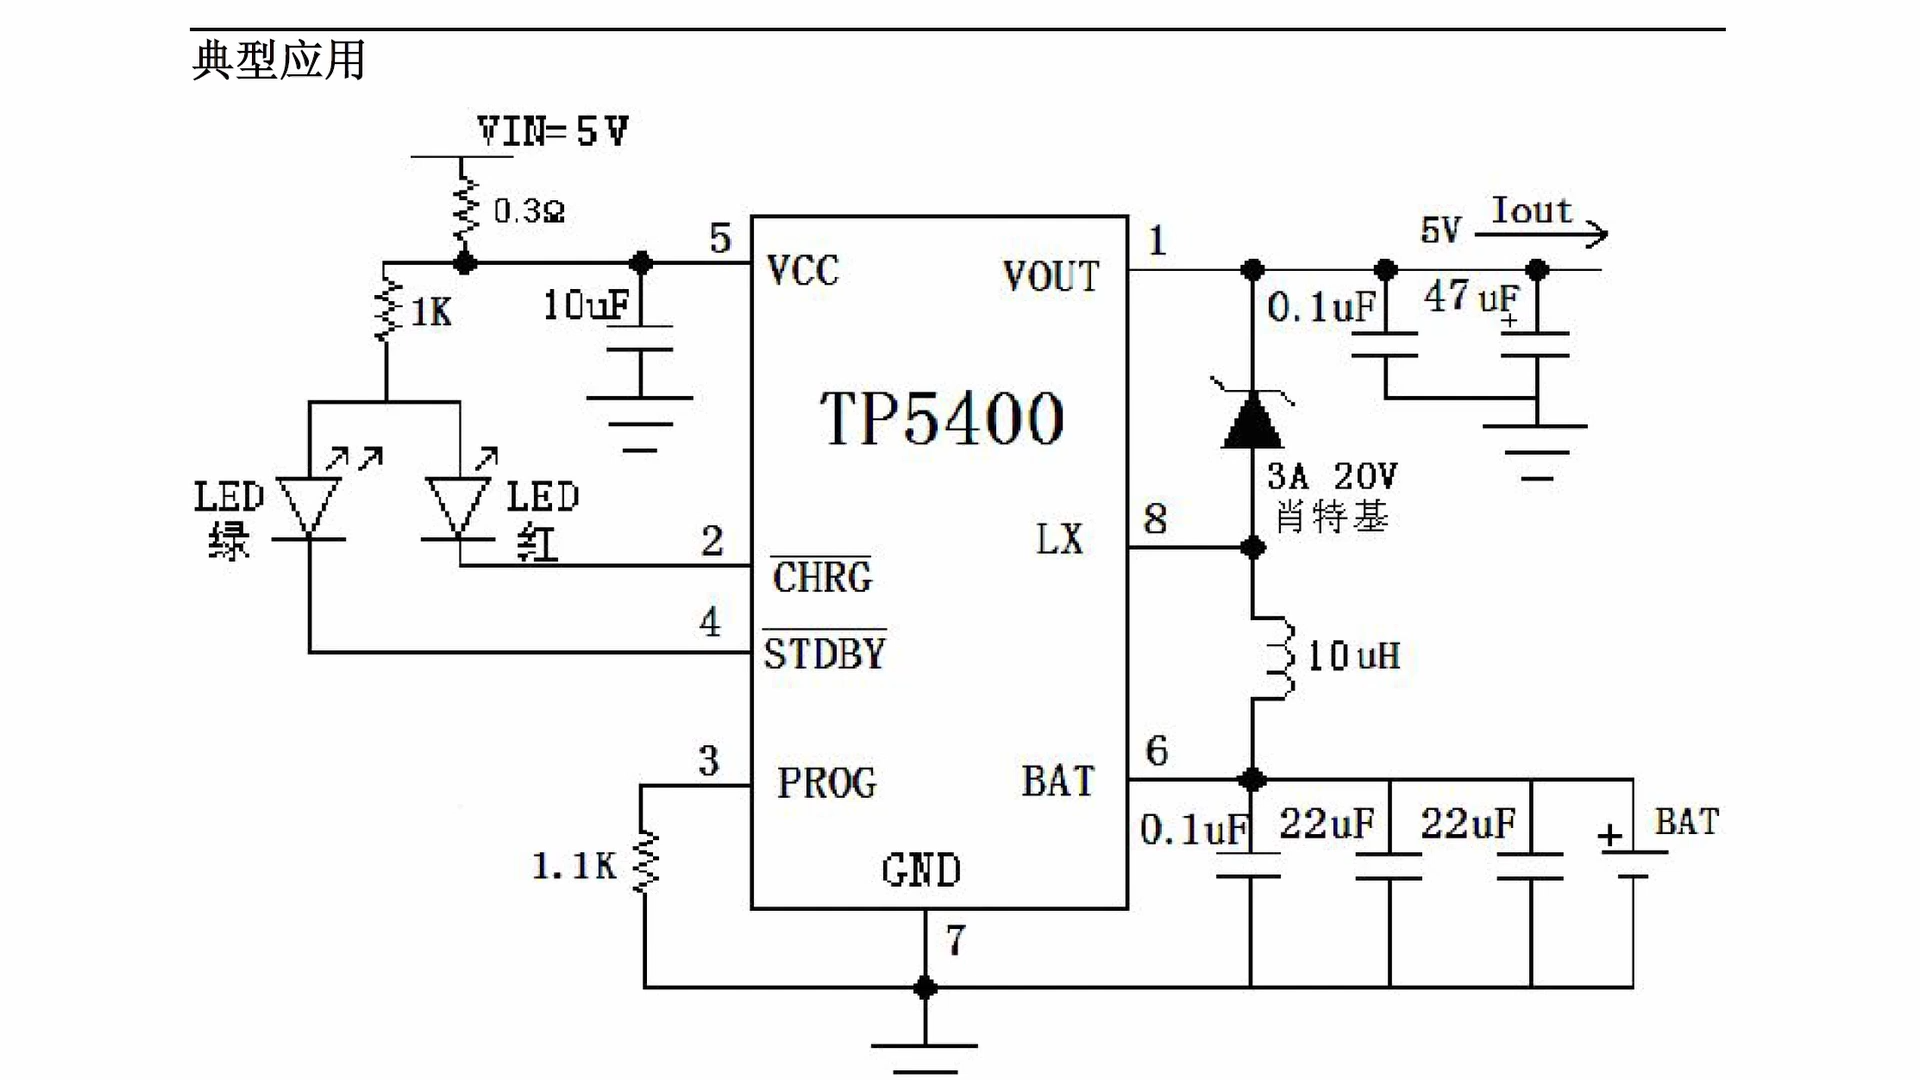 典型应用
VIN=5V
0.3Ω
1K
10uF
5
VCC
VOUT
1
5V
Iout
0.1uF
47uF
+
TP5400
3A 20V
肖特基
LED
绿
LED
红
2
CHRG
LX
8
4
STDBY
10uH
3
PROG
BAT
6
1.1K
GND
7
0.1uF
22uF
22uF
+
BAT